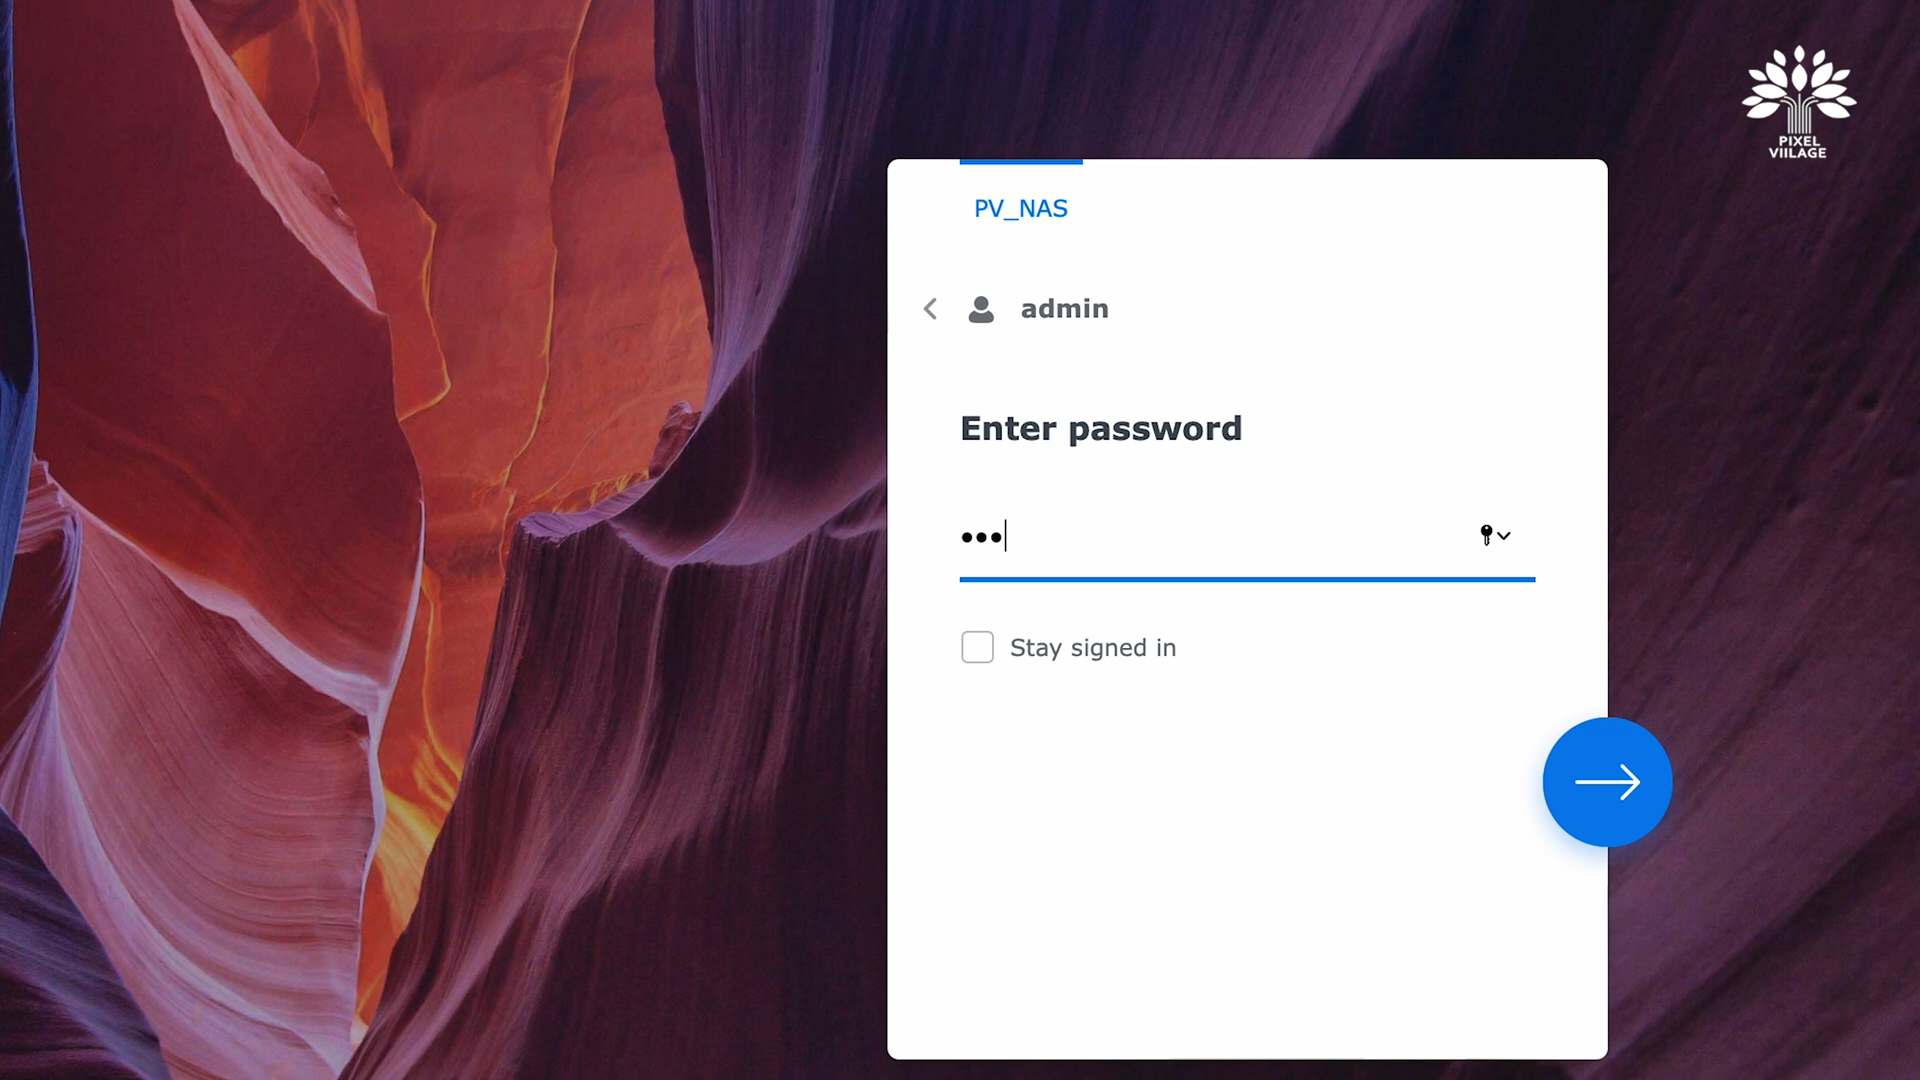 PIXEL
VIILAGE
PV_NAS
admin
Enter password
Stay signed in